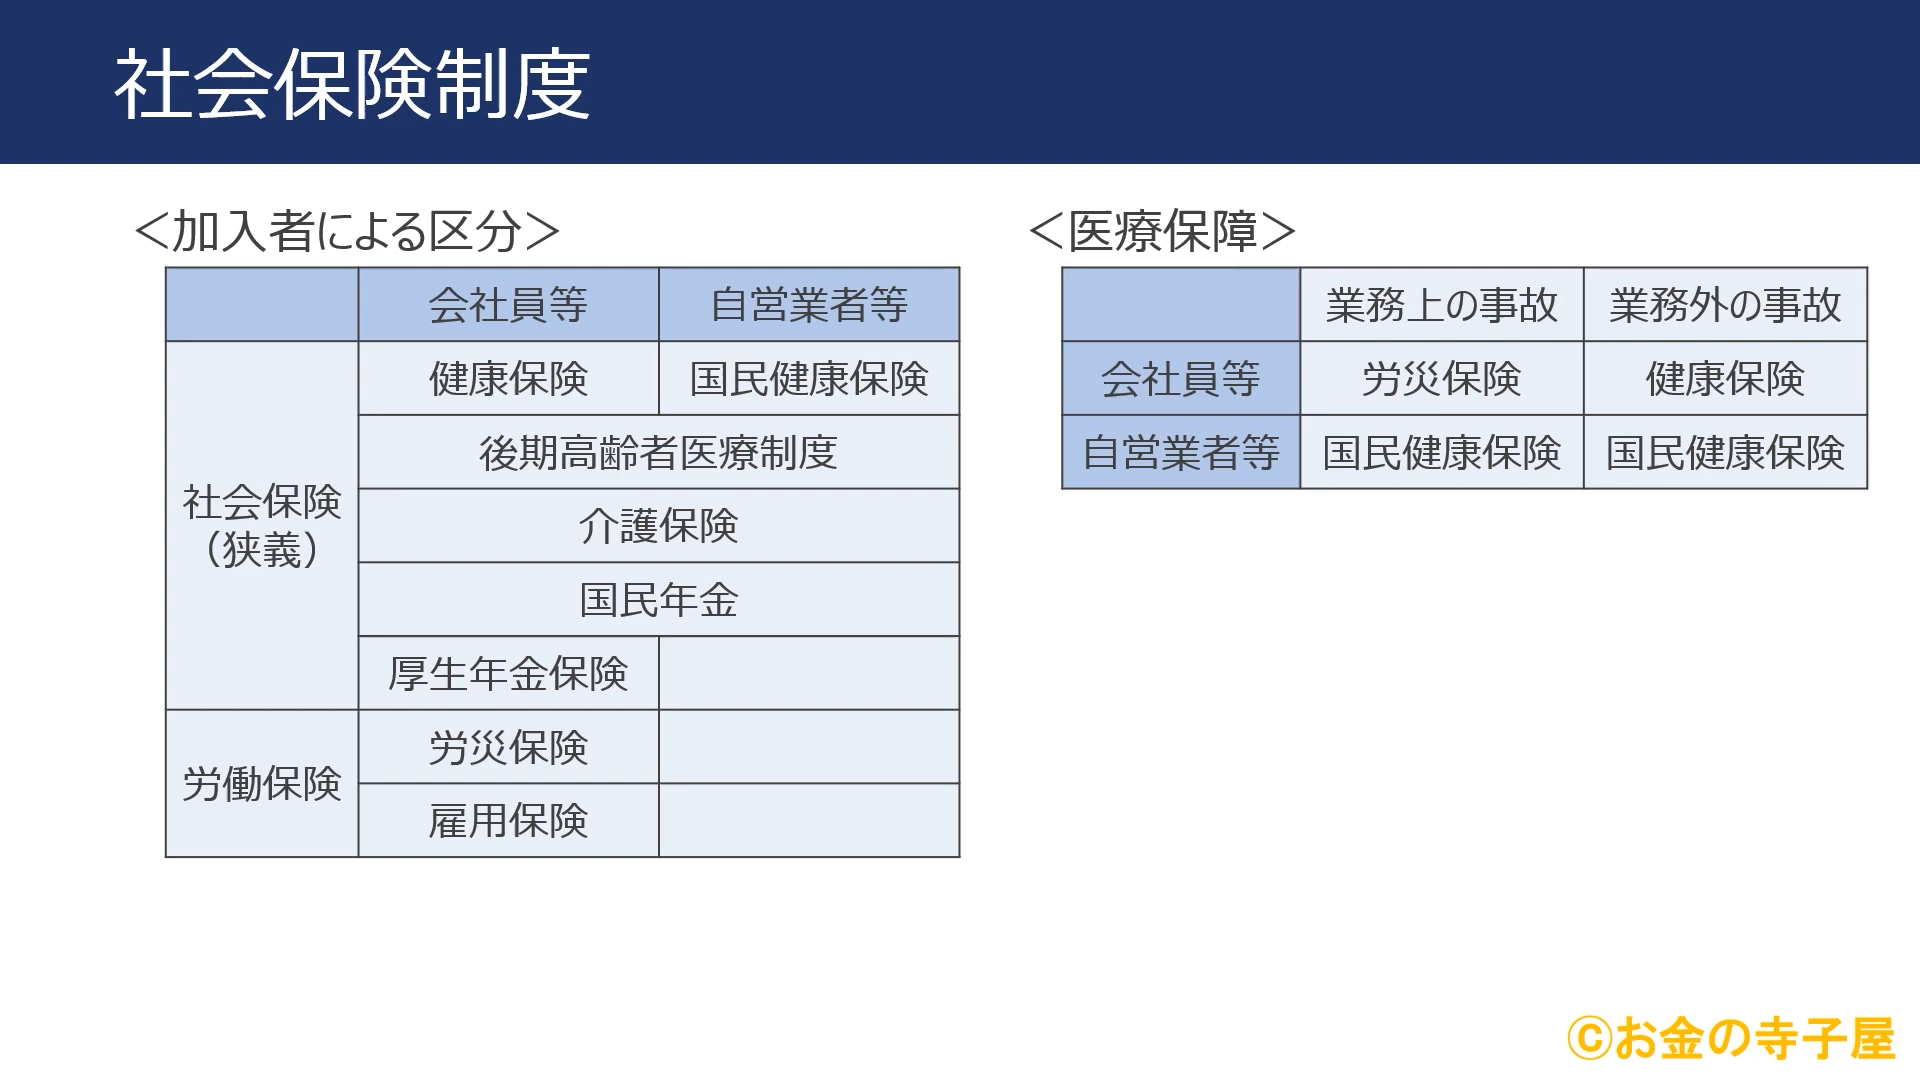 社会保険制度
＜加入者による区分＞
会社員等 自営業者等
社会保険
（狭義）
健康保険 国民健康保険
後期高齢者医療制度
介護保険
国民年金
厚生年金保険
労働保険
労災保険
雇用保険
＜医療保障＞
業務上の事故 業務外の事故
会社員等 労災保険 健康保険
自営業者等 国民健康保険 国民健康保険
©お金の寺子屋